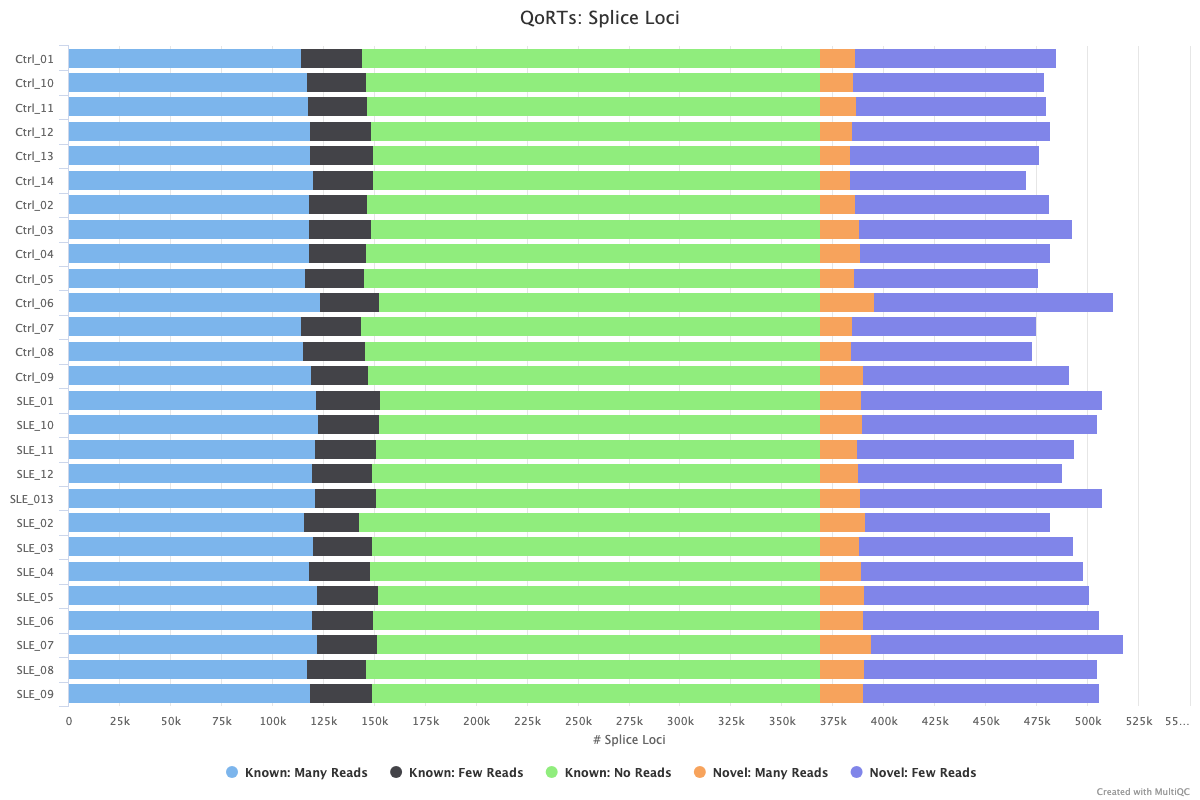 QoRTs: Splice Loci
Ctrl_01
Ctrl_10
Ctrl_11
Ctrl_12
Ctrl_13
Ctrl_14
Ctrl_02
Ctrl_03
Ctrl_04
Ctrl_05
Ctrl_06
Ctrl_07
Ctrl_08
Ctrl_09
SLE_01
SLE_10
SLE_11
SLE_12
SLE_013
SLE_02
SLE_03
SLE_04
SLE_05
SLE_06
SLE_07
SLE_08
SLE_09
0 25k 50k 75k 100k 125k 150k 175k 200k 225k 250k 275k 300k 325k 350k 375k 400k 425k 450k 475k 500k 525k 55...
# Splice Loci
Known: Many Reads Known: Few Reads Known: No Reads Novel: Many Reads Novel: Few Reads
Created with MultiQC